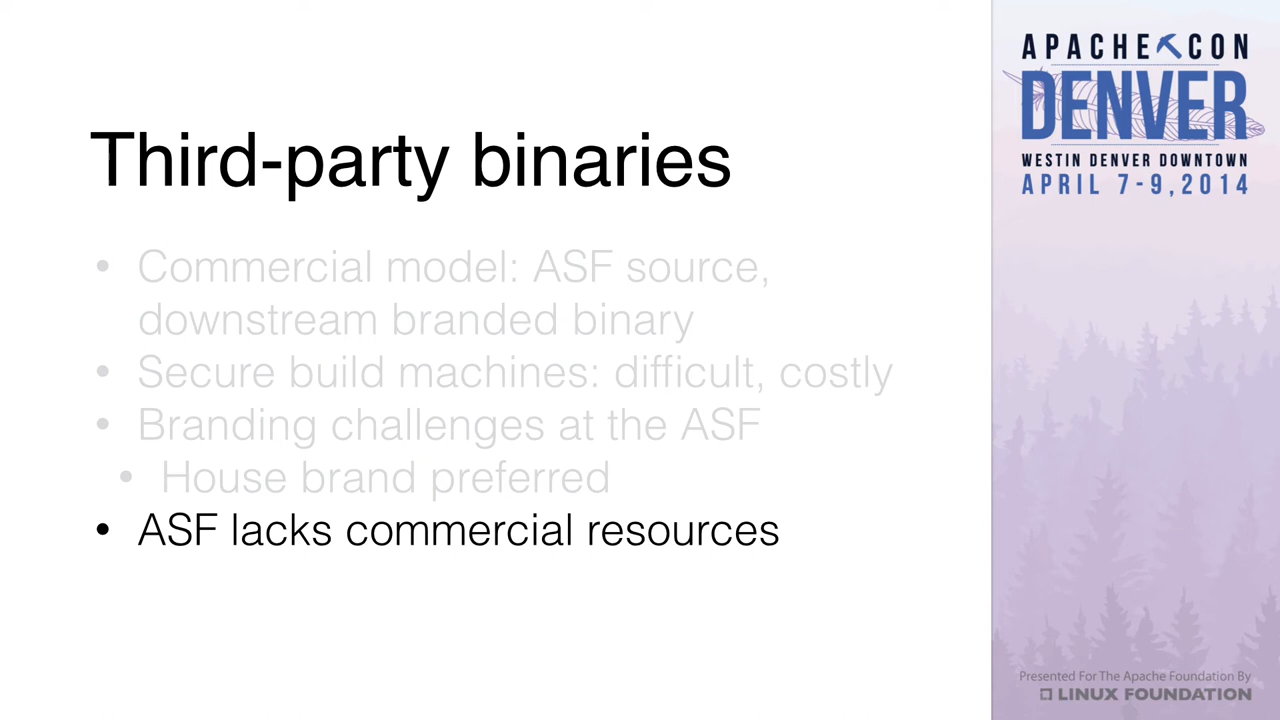 Third-party binaries
• Commercial model: ASF source,
downstream branded binary
• Secure build machines: difficult, costly
• Branding challenges at the ASF
• House brand preferred
• ASF lacks commercial resources
APACHE CON
DENVER
WESTIN DENVER DOWNTOWN
APRIL 7-9, 2014
Presented For The Apache Foundation By
LINUX FOUNDATION